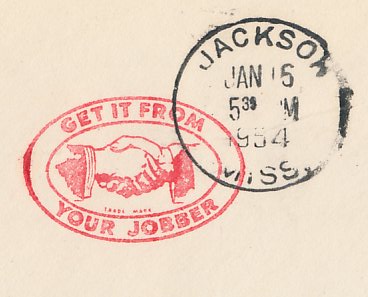 JACKSON
JAN 15
5 30 PM
1954
MISS.
GET IT FROM
TRADE MARK
YOUR JOBBER